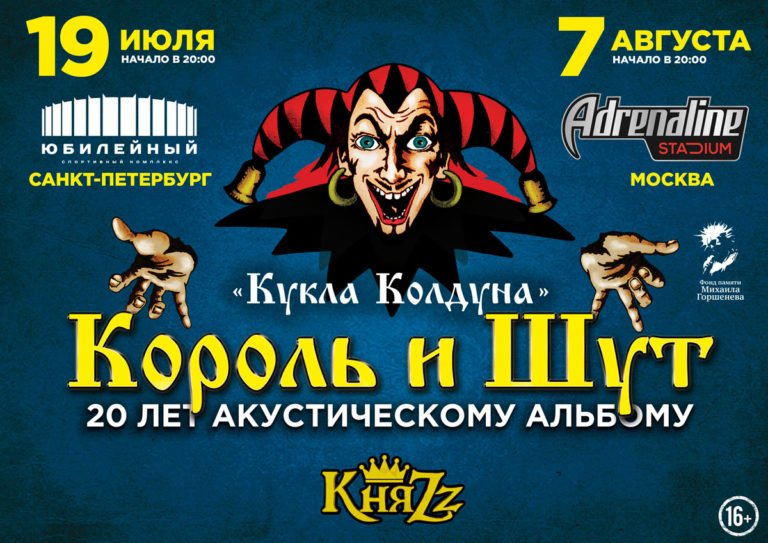 19 ИЮЛЯ
НАЧАЛО В 20:00
ЮБИЛЕЙНЫЙ
СПОРТИВНЫЙ КОМПЛЕКС
САНКТ-ПЕТЕРБУРГ
7 АВГУСТА
НАЧАЛО В 20:00
Adrenaline
STADIUM
МОСКВА
Фонд памяти
Михаила
Горшенева
«Кукла Колдуна»
Король и Шут
20 ЛЕТ АКУСТИЧЕСКОМУ АЛЬБОМУ
КняZz
16+